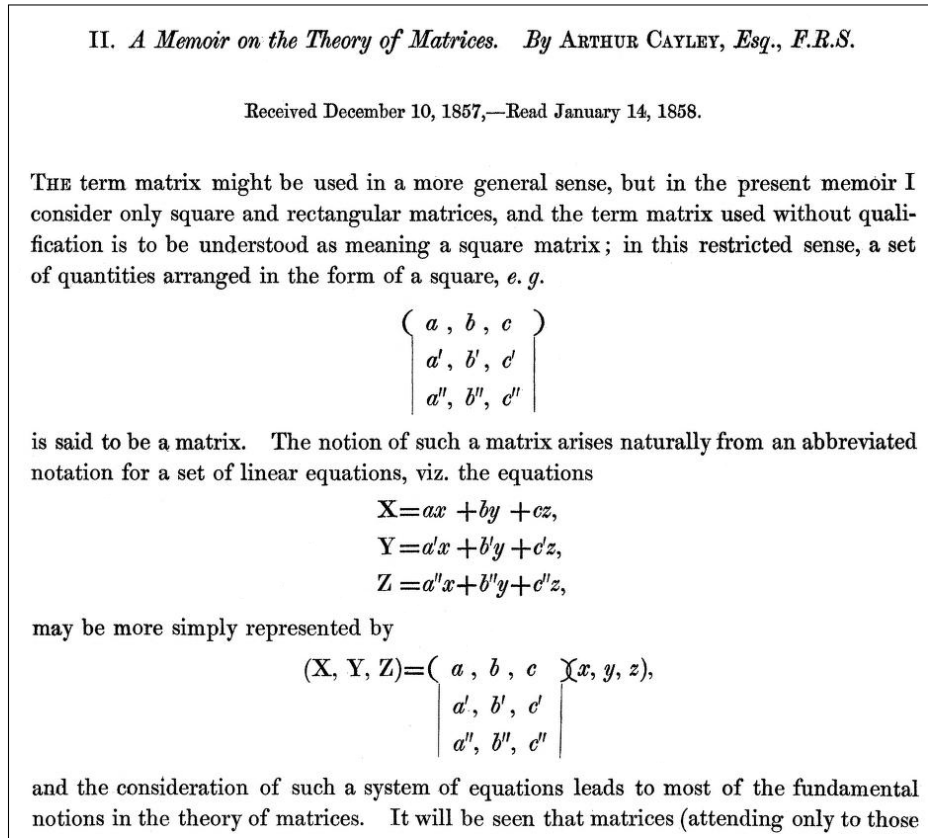 II. A Memoir on the Theory of Matrices. By ARTHUR CAYLEY, Esq., F.R.S.
Received December 10, 1857,—Read January 14, 1858.
THE term matrix might be used in a more general sense, but in the present memoir I
consider only square and rectangular matrices, and the term matrix used without quali-
fication is to be understood as meaning a square matrix; in this restricted sense, a set
of quantities arranged in the form of a square, e. g.
( a , b , c )
| a', b', c' |
| a'', b'', c'' |
is said to be a matrix. The notion of such a matrix arises naturally from an abbreviated
notation for a set of linear equations, viz. the equations
X=ax +by +cz,
Y=a'x +b'y +c'z,
Z =a''x+b''y+c''z,
may be more simply represented by
(X, Y, Z)=( a , b , c )(x, y, z),
| a', b', c' |
| a'', b'', c'' |
and the consideration of such a system of equations leads to most of the fundamental
notions in the theory of matrices. It will be seen that matrices (attending only to those